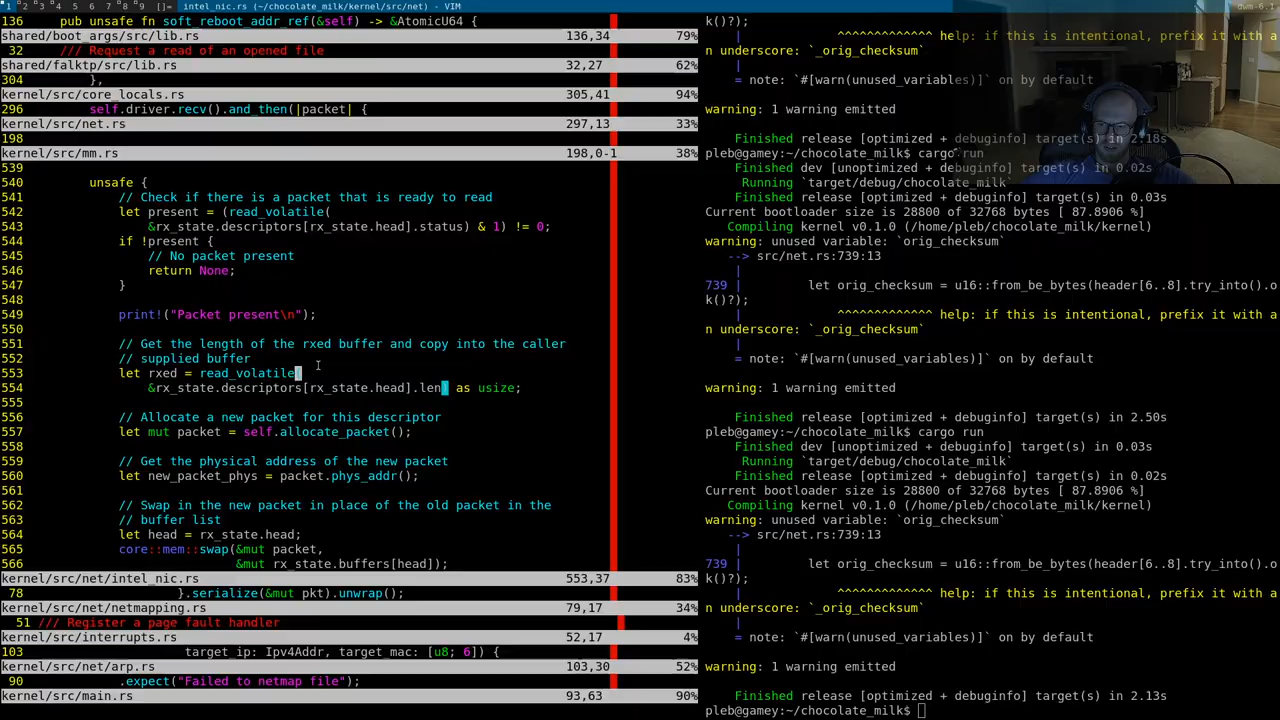 1 2 3 4 5 6 7 8 9 []= intel_nic.rs (~/chocolate_milk/kernel/src/net) - VIM
dwm-6.1
136     pub unsafe fn soft_reboot_addr_ref(&self) -> &AtomicU64 {
shared/boot_args/src/lib.rs 136,34 79%
32     /// Request a read of an opened file
shared/falktp/src/lib.rs 32,27 62%
304         },
kernel/src/core_locals.rs 305,41 94%
296         self.driver.recv().and_then(|packet| {
kernel/src/net.rs 297,13 33%
198
kernel/src/mm.rs 198,0-1 38%
539
540         unsafe {
541             // Check if there is a packet that is ready to read
542             let present = (read_volatile(
543                 &rx_state.descriptors[rx_state.head].status) & 1) != 0;
544             if !present {
545                 // No packet present
546                 return None;
547             }
548
549             print!("Packet present\n");
550
551             // Get the length of the rxed buffer and copy into the caller
552             // supplied buffer
553             let rxed = read_volatile(
554                 &rx_state.descriptors[rx_state.head].len) as usize;
555
556             // Allocate a new packet for this descriptor
557             let mut packet = self.allocate_packet();
558
559             // Get the physical address of the new packet
560             let new_packet_phys = packet.phys_addr();
561
562             // Swap in the new packet in place of the old packet in the
563             // buffer list
564             let head = rx_state.head;
565             core::mem::swap(&mut packet,
566                             &mut rx_state.buffers[head]);
kernel/src/net/intel_nic.rs 553,37 83%
78                     }.serialize(&mut pkt).unwrap();
kernel/src/net/netmapping.rs 79,17 34%
51 /// Register a page fault handler
kernel/src/interrupts.rs 52,17 4%
103                      target_ip: Ipv4Addr, target_mac: [u8; 6]) {
kernel/src/net/arp.rs 103,30 52%
90             .expect("Failed to netmap file");
kernel/src/main.rs 93,63 90%
k()?);
    |                 ^^^^^^^^^^^^^ help: if this is intentional, prefix it with a
n underscore: `_orig_checksum`
    |
    = note: `#[warn(unused_variables)]` on by default
warning: 1 warning emitted
    Finished release [optimized + debuginfo] target(s) in 2.18s
pleb@gamey:~/chocolate_milk$ cargo run
    Finished dev [unoptimized + debuginfo] target(s) in 0.02s
     Running `target/debug/chocolate_milk`
    Finished release [optimized + debuginfo] target(s) in 0.03s
Current bootloader size is 28800 of 32768 bytes [ 87.8906 %]
   Compiling kernel v0.1.0 (/home/pleb/chocolate_milk/kernel)
warning: unused variable: `orig_checksum`
   --> src/net.rs:739:13
    |
739 |             let orig_checksum = u16::from_be_bytes(header[6..8].try_into().o
k()?);
    |                 ^^^^^^^^^^^^^ help: if this is intentional, prefix it with a
n underscore: `_orig_checksum`
    |
    = note: `#[warn(unused_variables)]` on by default
warning: 1 warning emitted
    Finished release [optimized + debuginfo] target(s) in 2.50s
pleb@gamey:~/chocolate_milk$ cargo run
    Finished dev [unoptimized + debuginfo] target(s) in 0.03s
     Running `target/debug/chocolate_milk`
    Finished release [optimized + debuginfo] target(s) in 0.02s
Current bootloader size is 28800 of 32768 bytes [ 87.8906 %]
   Compiling kernel v0.1.0 (/home/pleb/chocolate_milk/kernel)
warning: unused variable: `orig_checksum`
   --> src/net.rs:739:13
    |
739 |             let orig_checksum = u16::from_be_bytes(header[6..8].try_into().o
k()?);
    |                 ^^^^^^^^^^^^^ help: if this is intentional, prefix it with a
n underscore: `_orig_checksum`
    |
    = note: `#[warn(unused_variables)]` on by default
warning: 1 warning emitted
    Finished release [optimized + debuginfo] target(s) in 2.13s
pleb@gamey:~/chocolate_milk$